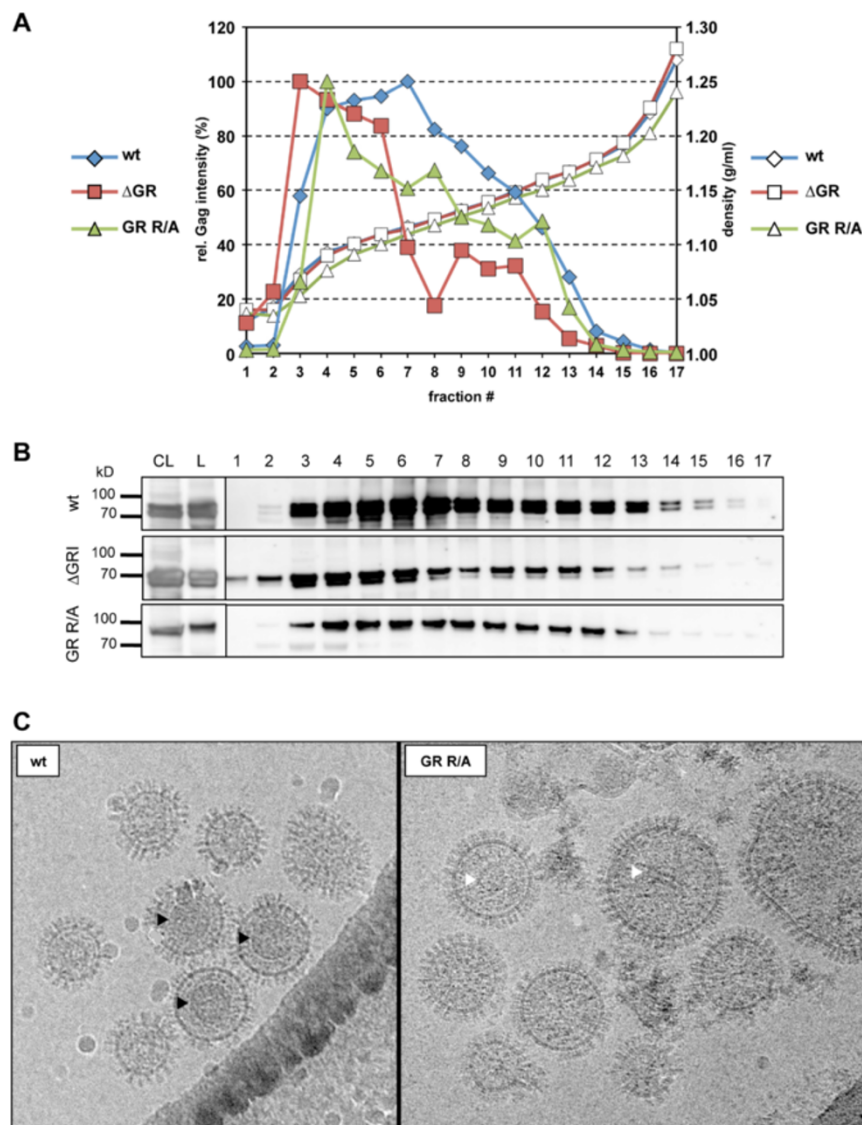 A
120
100
80
60
40
20
0
rel. Gag intensity (%)
1.30
1.25
1.20
1.15
1.10
1.05
1.00
density (g/ml)
wt
ΔGR
GR R/A
wt
ΔGR
GR R/A
1 2 3 4 5 6 7 8 9 10 11 12 13 14 15 16 17
fraction #
B
kD CL L 1 2 3 4 5 6 7 8 9 10 11 12 13 14 15 16 17
wt
100
70
ΔGRI
100
70
GR R/A
100
70
C
wt
GR R/A